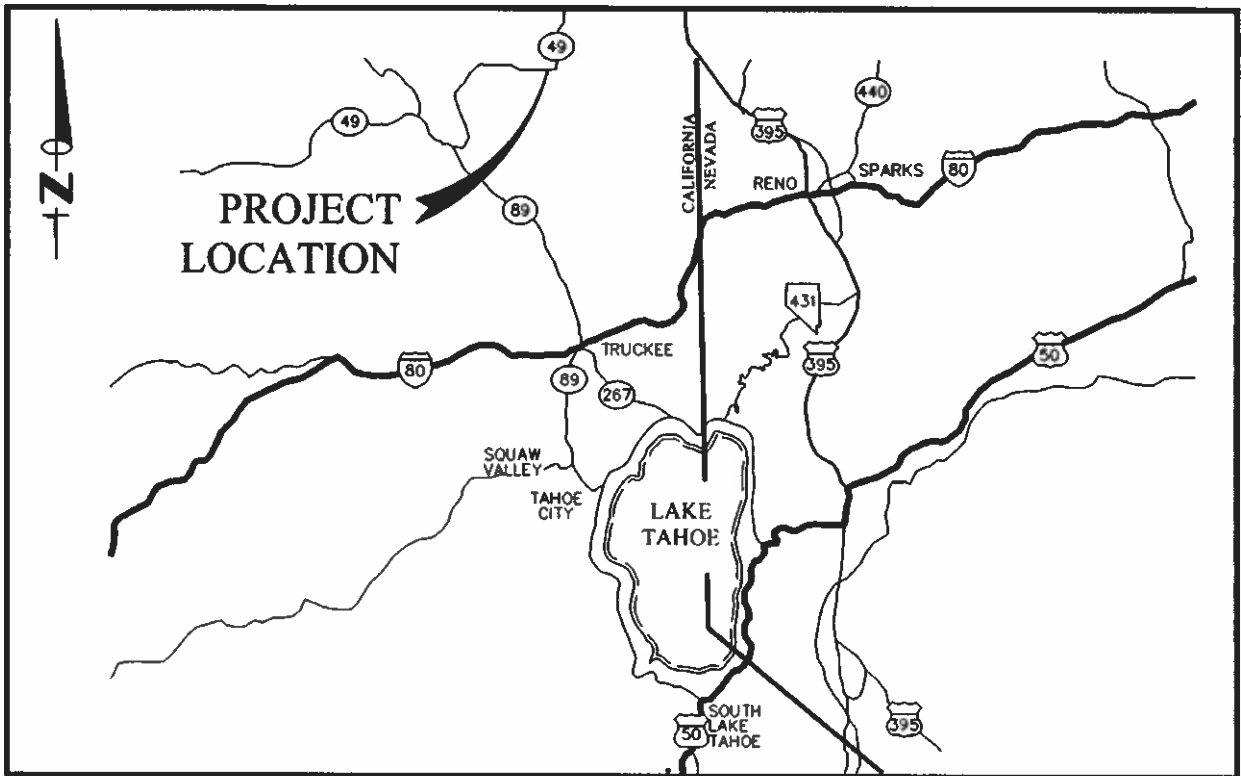 49
49
440
395
CALIFORNIA
NEVADA
RENO
SPARKS
80
N
PROJECT
LOCATION
89
431
TRUCKEE
80
89
267
395
50
SQUAW
VALLEY
TAHOE
CITY
LAKE
TAHOE
50
SOUTH
LAKE
TAHOE
395